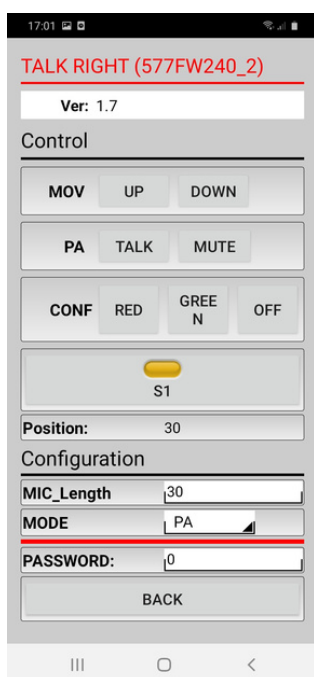 17:01
TALK RIGHT (577FW240_2)
Ver: 1.7
Control
MOV UP DOWN
PA TALK MUTE
CONF RED GREE
N OFF
S1
Position: 30
Configuration
MIC_Length 30
MODE PA
PASSWORD: 0
BACK